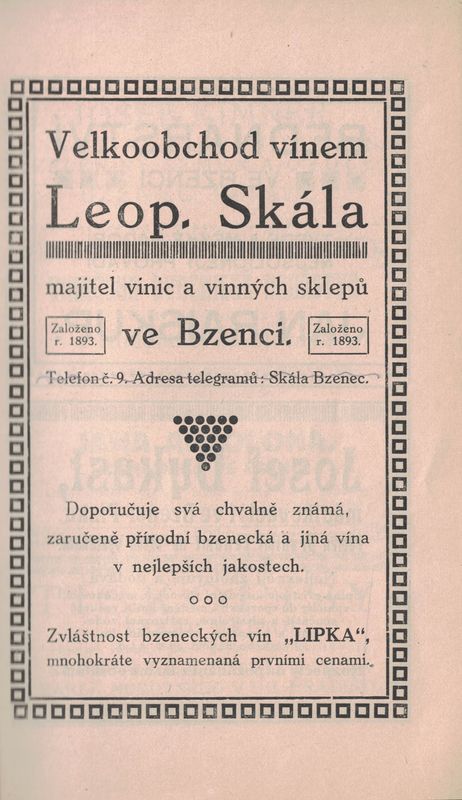 Velkoobchod vínem
Leop. Skála
majitel vinic a vinných sklepů
Založeno
r. 1893.
ve Bzenci.
Založeno
r. 1893.
Telefon č. 9. Adresa telegramů: Skála Bzenec.
Doporučuje svá chvalně známá,
zaručeně přírodní bzenecká a jiná vína
v nejlepších jakostech.
Zvláštnost bzeneckých vín „LIPKA“,
mnohokráte vyznamenaná prvními cenami.